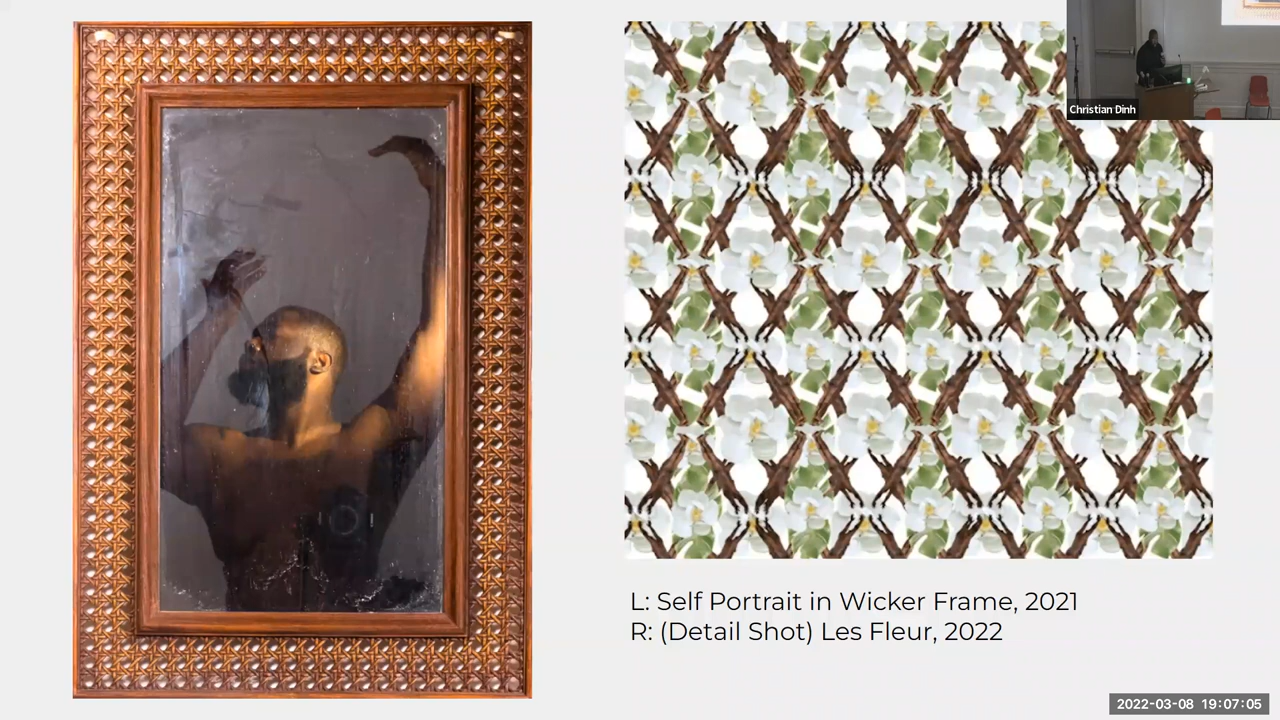 Christian Dinh
L: Self Portrait in Wicker Frame, 2021
R: (Detail Shot) Les Fleur, 2022
2022-03-08 19:07:05